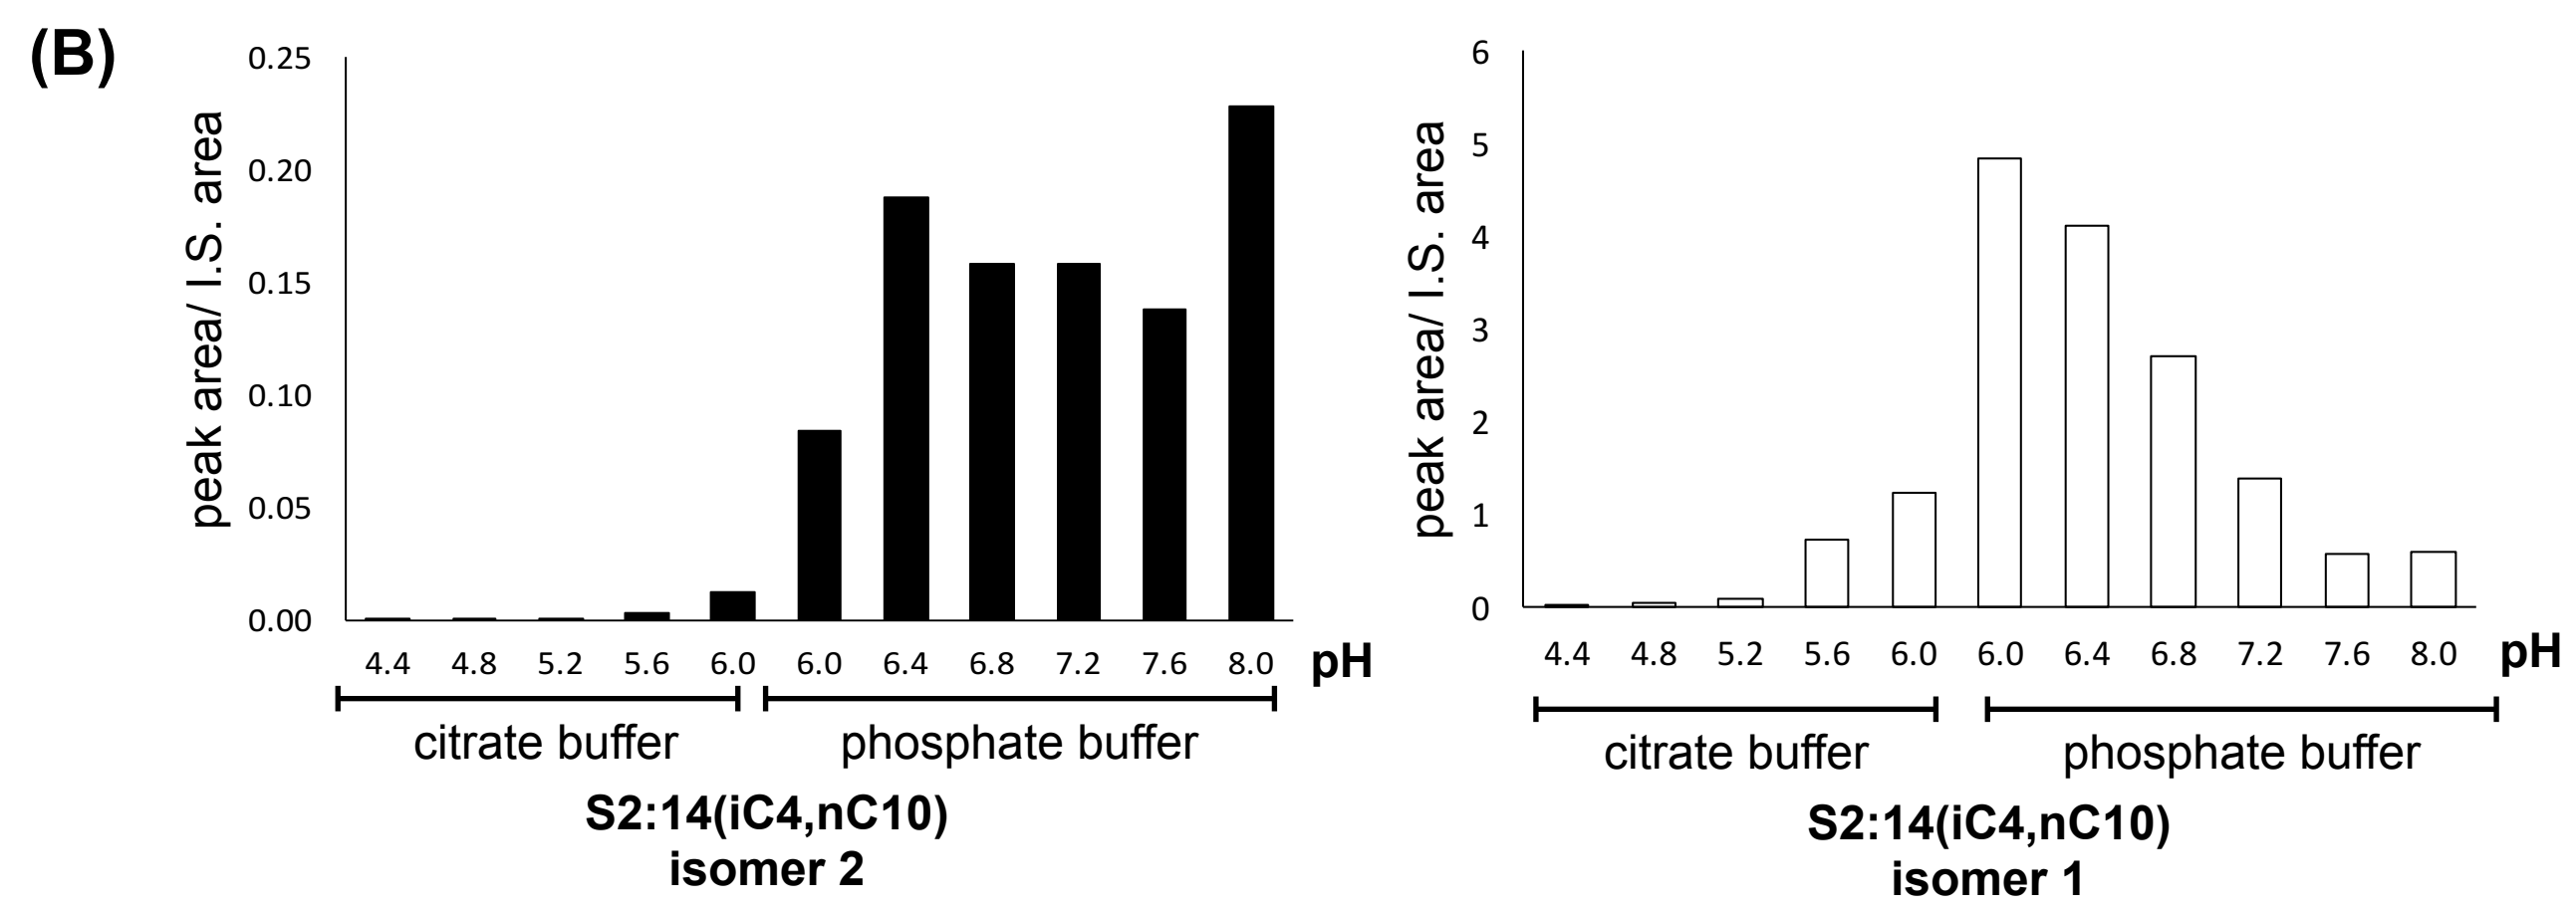 (B)
peak area/ I.S. area
0.25
0.20
0.15
0.10
0.05
0.00
4.4 4.8 5.2 5.6 6.0 6.0 6.4 6.8 7.2 7.6 8.0 pH
citrate buffer phosphate buffer
S2:14(iC4,nC10)
isomer 2
peak area/ I.S. area
6
5
4
3
2
1
0
4.4 4.8 5.2 5.6 6.0 6.0 6.4 6.8 7.2 7.6 8.0 pH
citrate buffer phosphate buffer
S2:14(iC4,nC10)
isomer 1